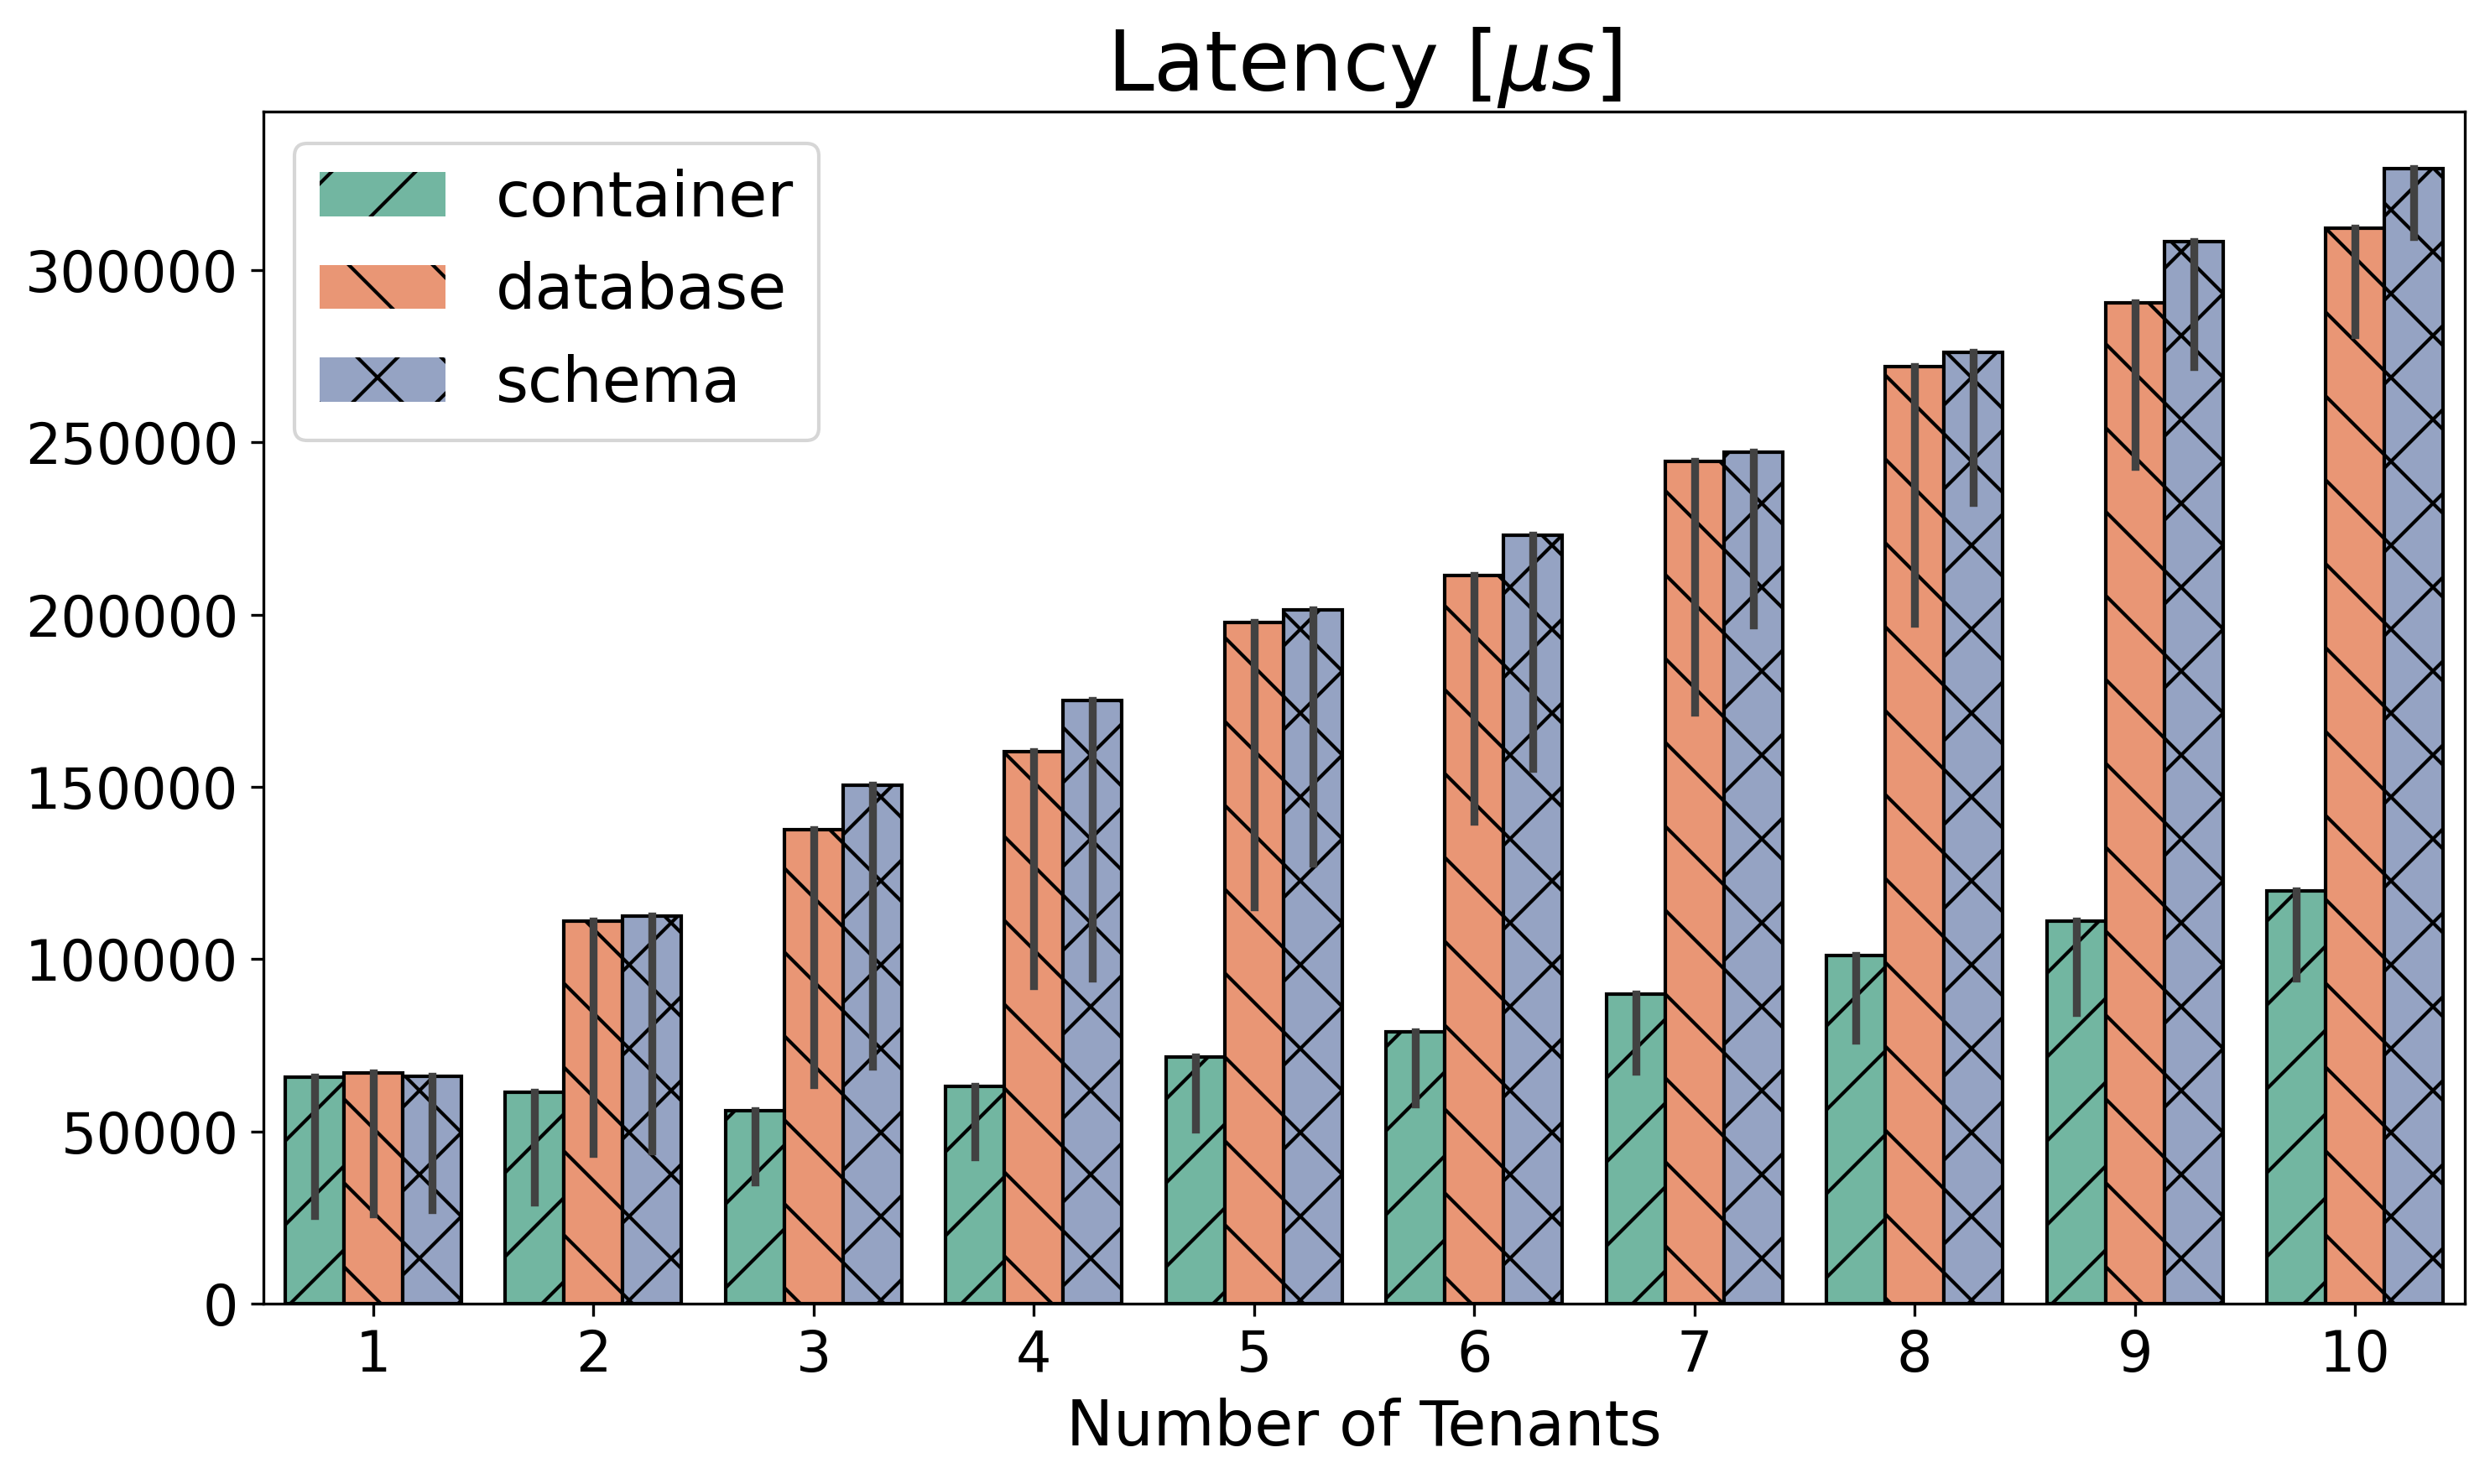 Latency [μs]
container
database
schema
300000
250000
200000
150000
100000
50000
0
1 2 3 4 5 6 7 8 9 10
Number of Tenants